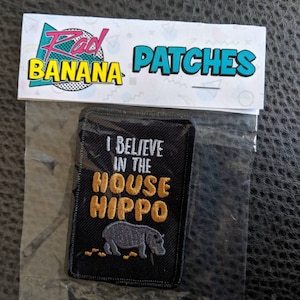 Rad
BANANA
PATCHES
I BELIEVE
IN THE
HOUSE
HIPPO